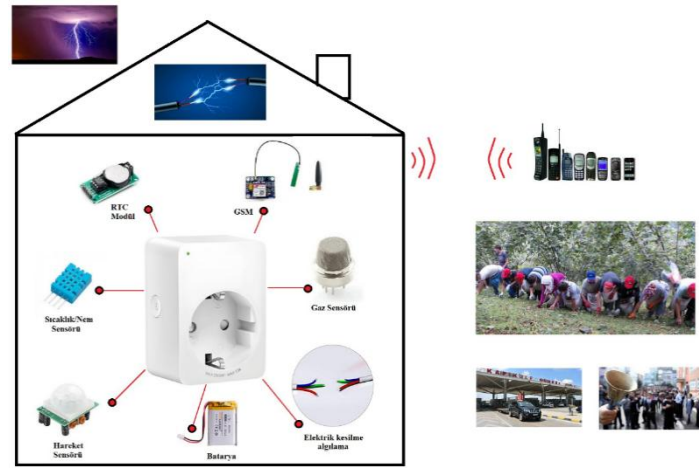 RTC
Modül
GSM
Sıcaklık/Nem
Sensörü
Gaz Sensörü
Hareket
Sensörü
Batarya
Elektrik kesilme
algılama